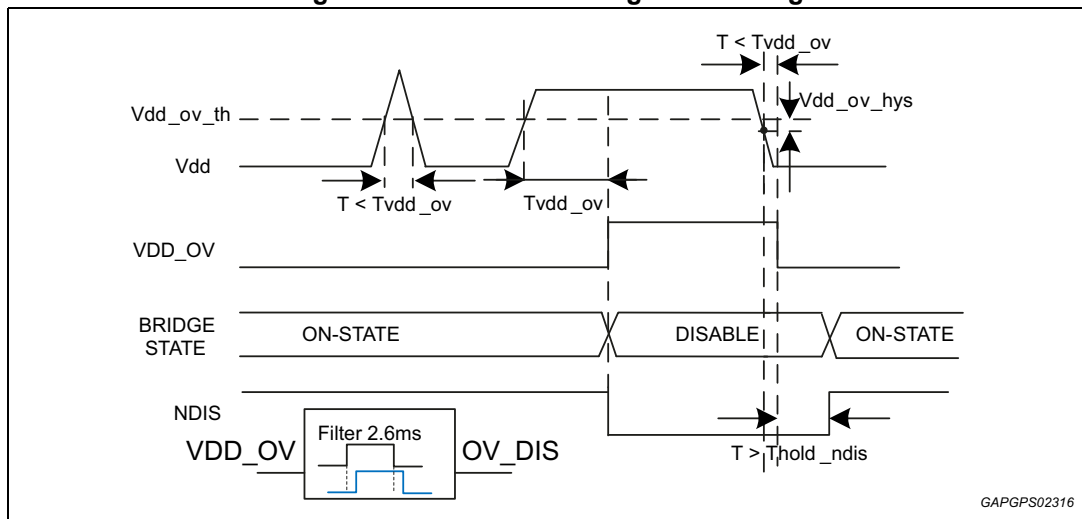 T < Tvdd_ov
Vdd_ov_th
Vdd_ov_hys
Vdd
T < Tvdd_ov
Tvdd_ov
VDD_OV
BRIDGE
STATE
ON-STATE
DISABLE
ON-STATE
NDIS
VDD_OV
Filter 2.6ms
OV_DIS
T > Thold_ndis
GAPGPS02316